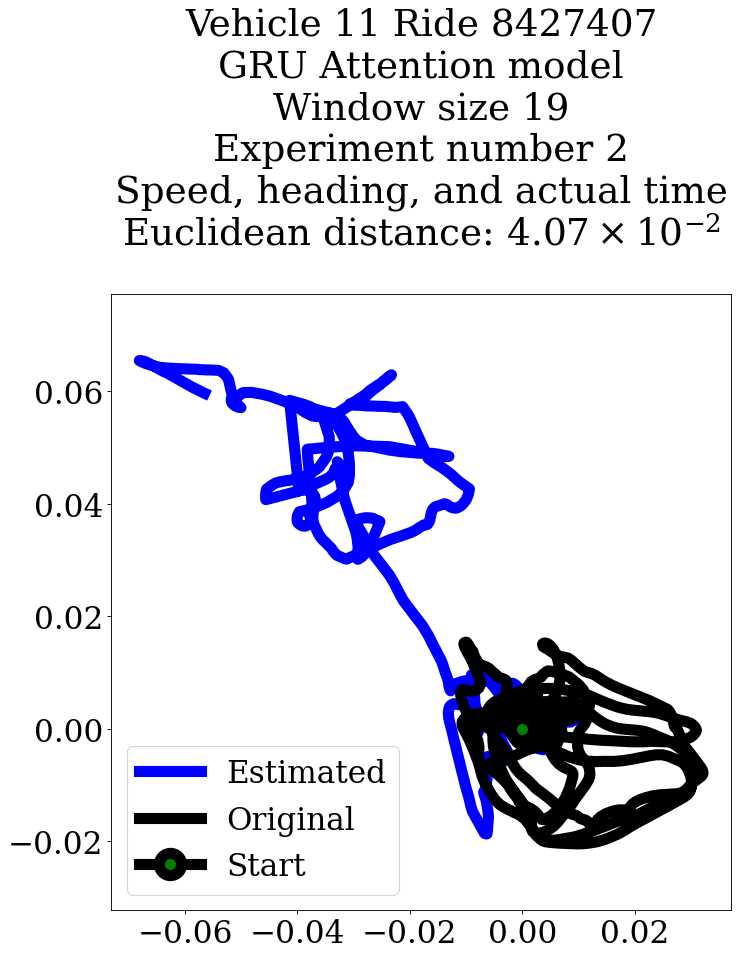 Vehicle 11 Ride 8427407
GRU Attention model
Window size 19
Experiment number 2
Speed, heading, and actual time
Euclidean distance: 4.07 × 10⁻²
0.06
0.04
0.02
0.00
−0.02
Estimated
Original
Start
−0.06 −0.04 −0.02 0.00 0.02